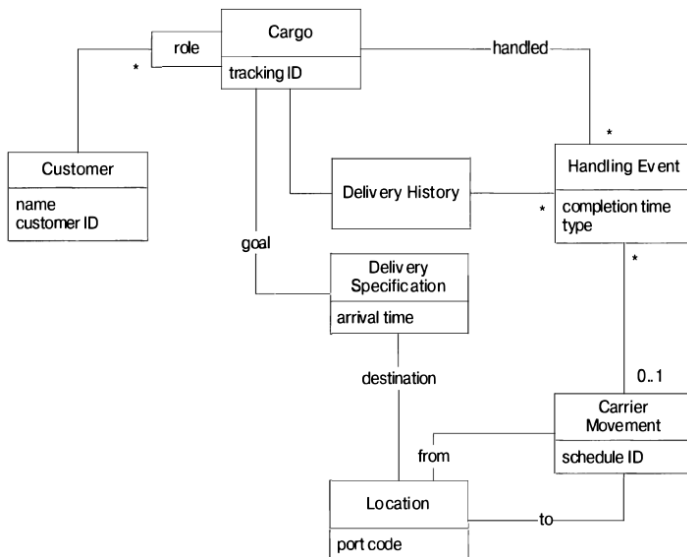 Cargo
role
handled
*
tracking ID
*
Customer
Handling Event
Delivery History
name
customer ID
*
completion time
type
goal
*
Delivery
Specification
arrival time
destination
0..1
Carrier
Movement
from
schedule ID
Location
to
port code